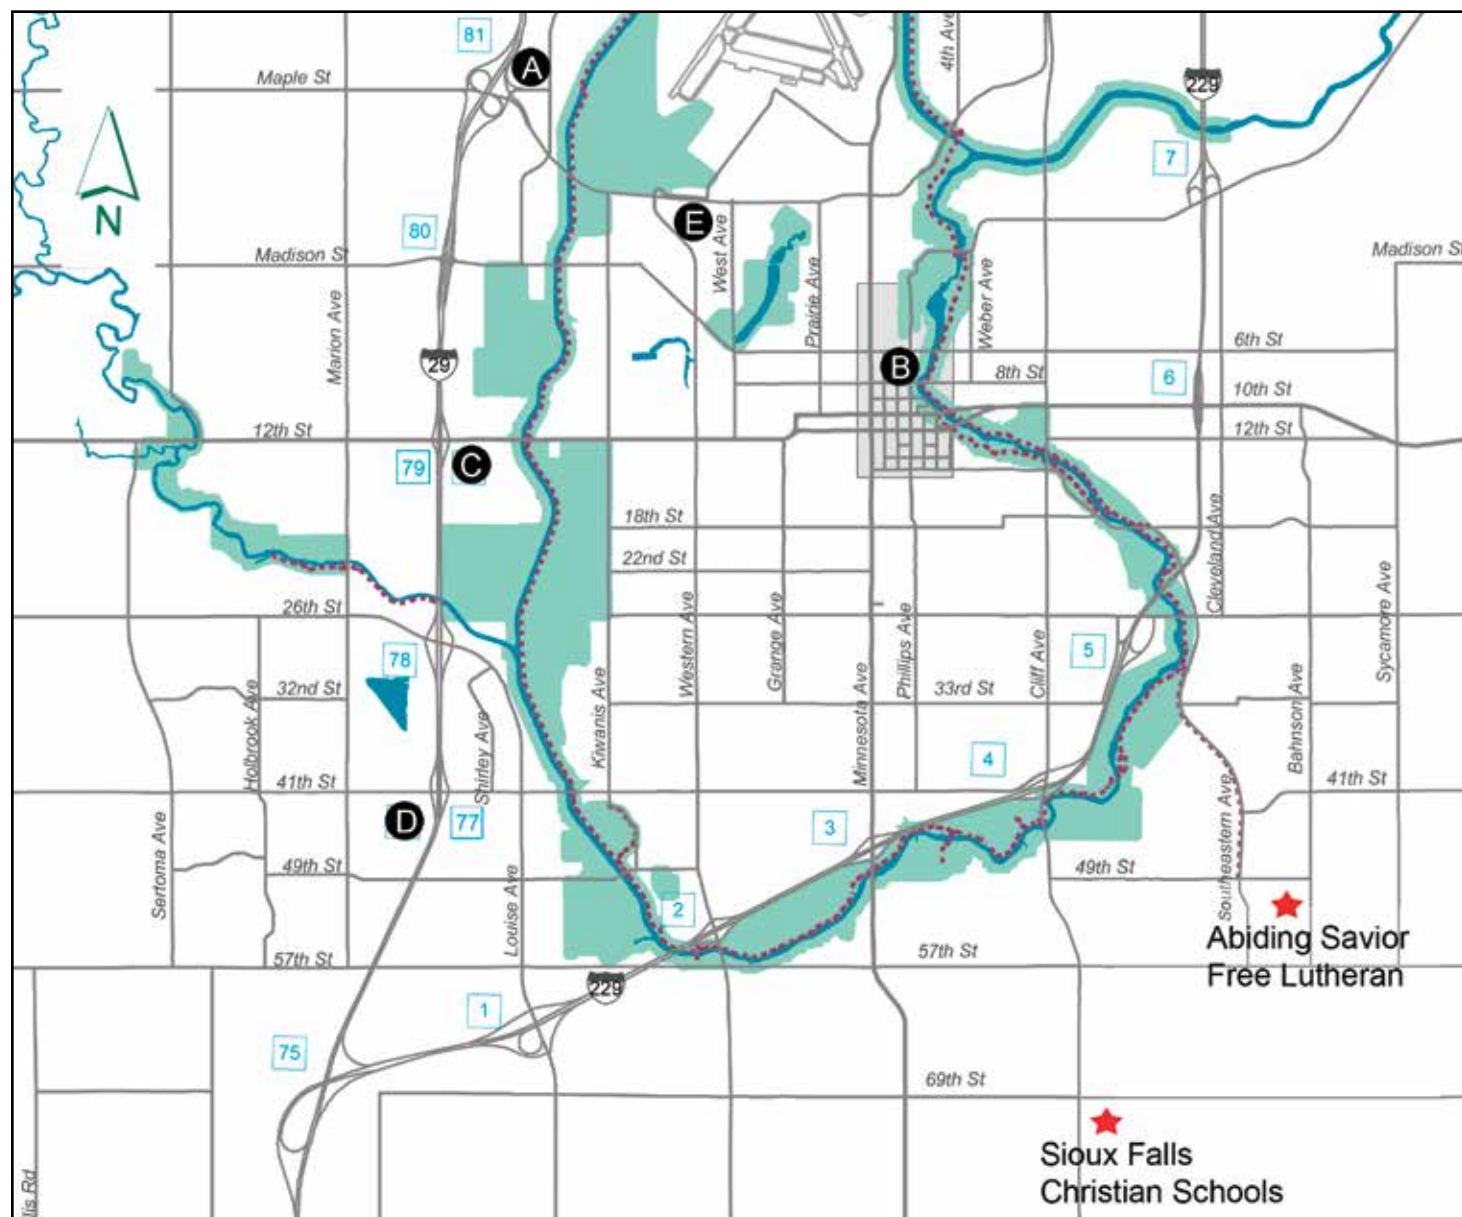 81
A
4th Ave
229
Maple St
7
N
80
E
West Ave
Madison St
Madison St
Marion Ave
Prairie Ave
Weber Ave
6th St
29
B
8th St
6
10th St
12th St
12th St
79
C
18th St
Cleveland Ave
22nd St
26th St
Western Ave
Grange Ave
Phillips Ave
Cliff Ave
5
Sycamore Ave
78
32nd St
Holbrook Ave
33rd St
Kiwanis Ave
Minnesota Ave
Bahnson Ave
Shirley Ave
4
41th St
41th St
D
77
3
Sertoma Ave
49th St
49th St
Southeastern Ave
Louise Ave
2
Abiding Savior
Free Lutheran
57th St
57th St
229
1
75
69th St
Sioux Falls
Christian Schools
lis Rd